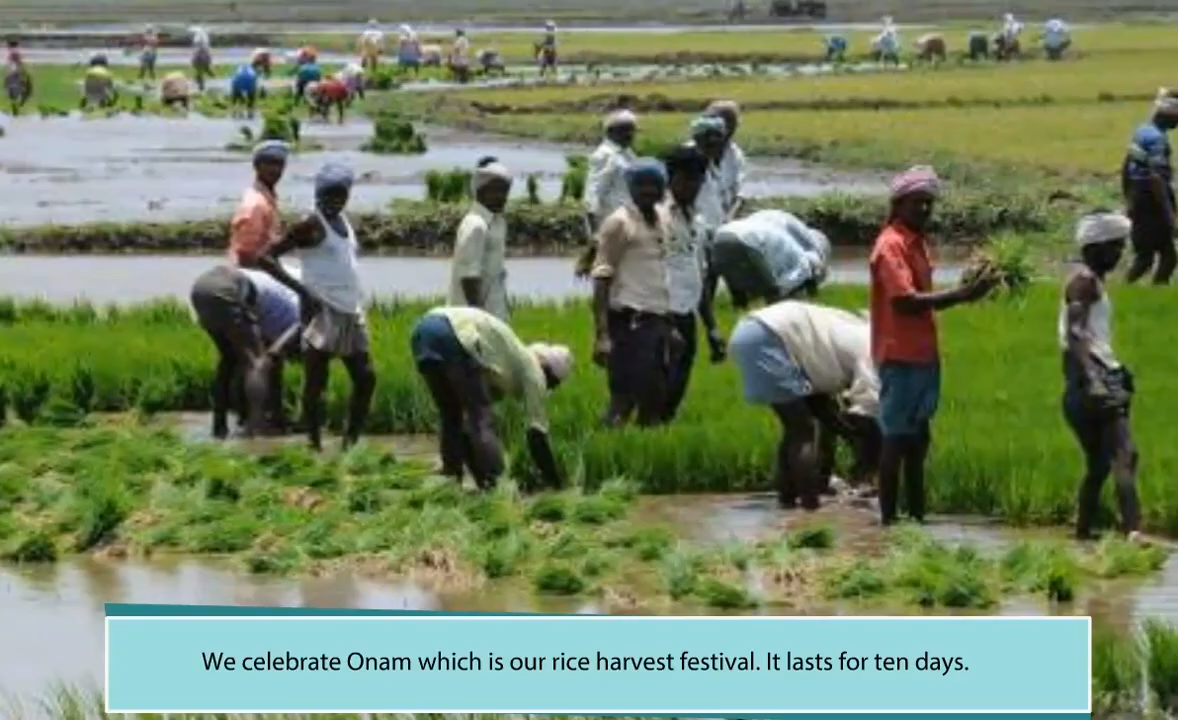 We celebrate Onam which is our rice harvest festival. It lasts for ten days.